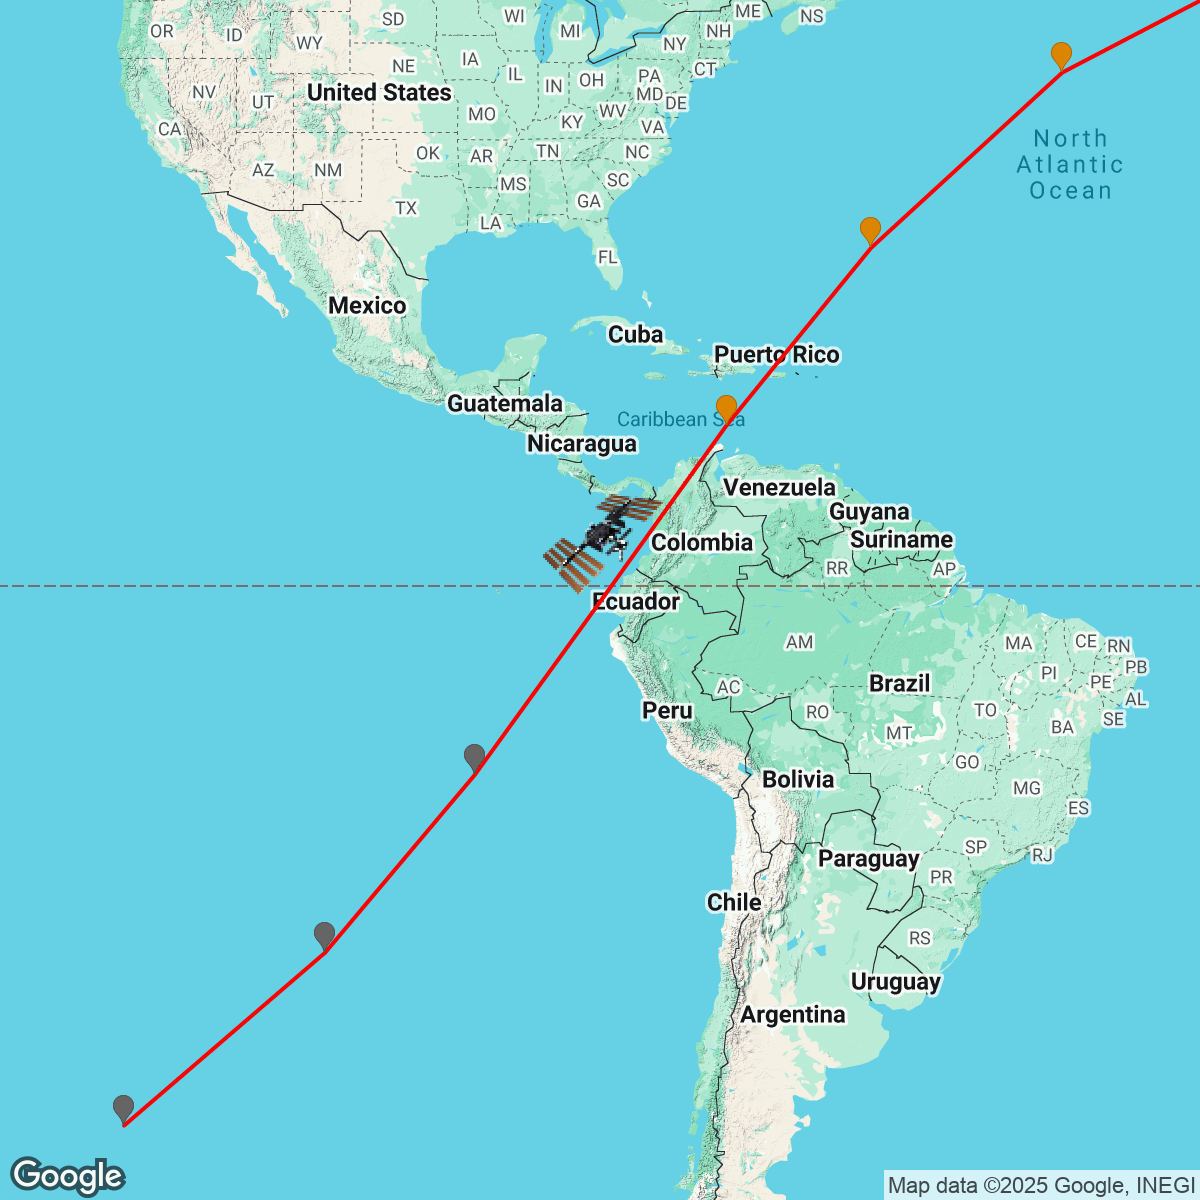 WI
ME
NS
SD
OR
ID
MI
NH
WY
NY
IA
NE
CT
IL
OH
PA
IN
NV
United States
MD
UT
DE
MO
WV
KY
CA
VA
North
Atlantic
Ocean
OK
AR
TN
NC
AZ
NM
MS
SC
GA
TX
LA
FL
Mexico
Cuba
Puerto Rico
Guatemala
Caribbean Sea
Nicaragua
Venezuela
Guyana
Colombia
Suriname
RR
AP
Ecuador
AM
MA
CE
RN
PB
PI
AC
Brazil
PE
AL
Peru
RO
TO
SE
MT
BA
GO
Bolivia
MG
ES
SP
RJ
Paraguay
PR
Chile
RS
Uruguay
Argentina
Google
Map data ©2025 Google, INEGI